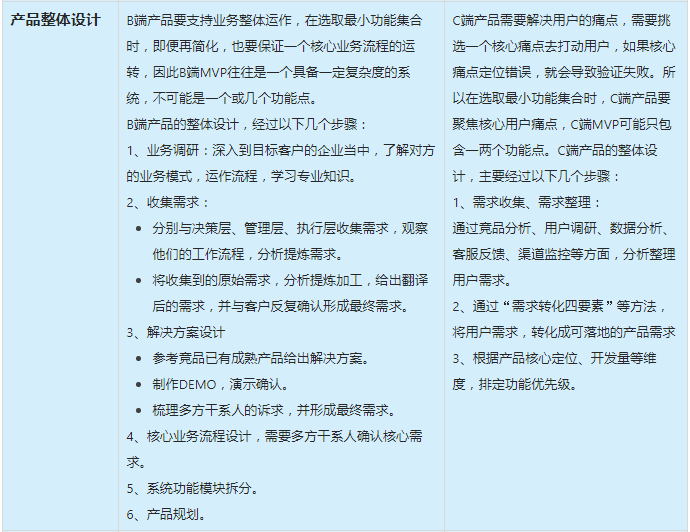 产品整体设计
B端产品要支持业务整体运作，在选取最小功能集合
时，即便再简化，也要保证一个核心业务流程的运
转，因此B端MVP往往是一个具备一定复杂度的系
统，不可能是一个或几个功能点。
B端产品的整体设计，经过以下几个步骤：
1、业务调研：深入到目标客户的企业当中，了解对方
的业务模式，运作流程，学习专业知识。
2、收集需求：
• 分别与决策层、管理层、执行层收集需求，观察
他们的工作流程，分析提炼需求。
• 将收集到的原始需求，分析提炼加工，给出翻译
后的需求，并与客户反复确认形成最终需求。
3、解决方案设计
• 参考竞品已有成熟产品给出解决方案。
• 制作DEMO，演示确认。
• 梳理多方干系人的诉求，并形成最终需求。
4、核心业务流程设计，需要多方干系人确认核心需
求。
5、系统功能模块拆分。
6、产品规划。
C端产品需要解决用户的痛点，需要挑
选一个核心痛点去打动用户，如果核心
痛点定位错误，就会导致验证失败。所
以在选取最小功能集合时，C端产品要
聚焦核心用户痛点，C端MVP可能只包
含一两个功能点。C端产品的整体设
计，主要经过以下几个步骤：
1、需求收集、需求整理：
通过竞品分析、用户调研、数据分析、
客服反馈、渠道监控等方面，分析整理
用户需求。
2、通过“需求转化四要素”等方法，
将用户需求，转化成可落地的产品需求
3、根据产品核心定位、开发量等维
度，排定功能优先级。